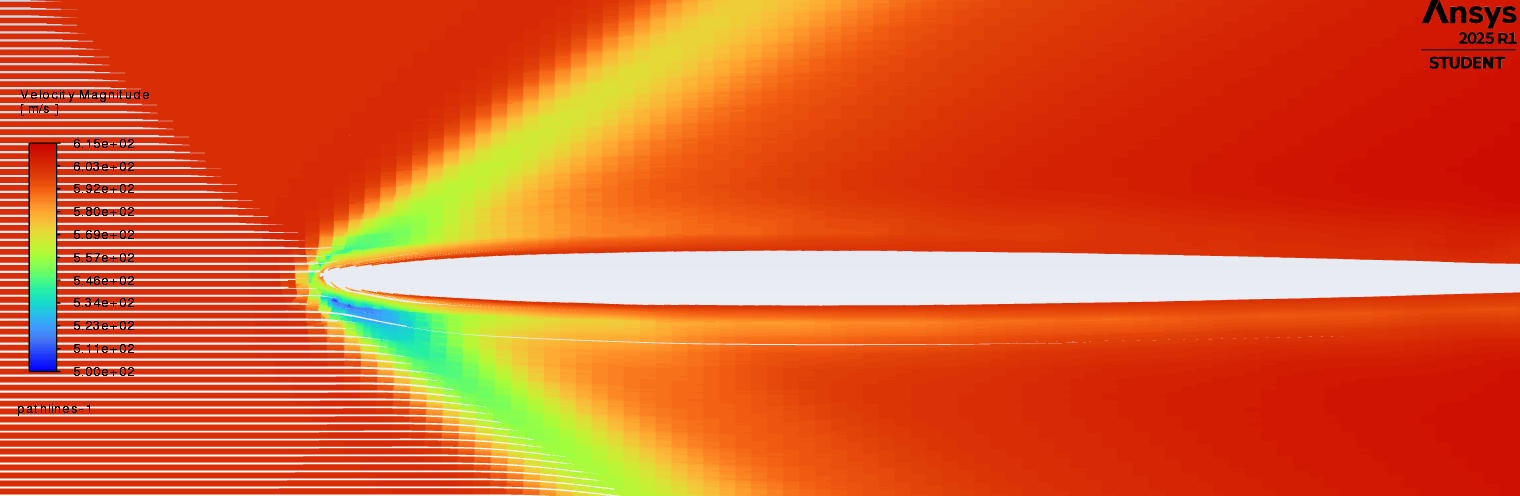 Ansys
2025 R1
STUDENT
Velocity Magnitude
[ m/s ]
6.15e+02
6.03e+02
5.92e+02
5.80e+02
5.69e+02
5.57e+02
5.46e+02
5.34e+02
5.23e+02
5.11e+02
5.00e+02
pathlines-1